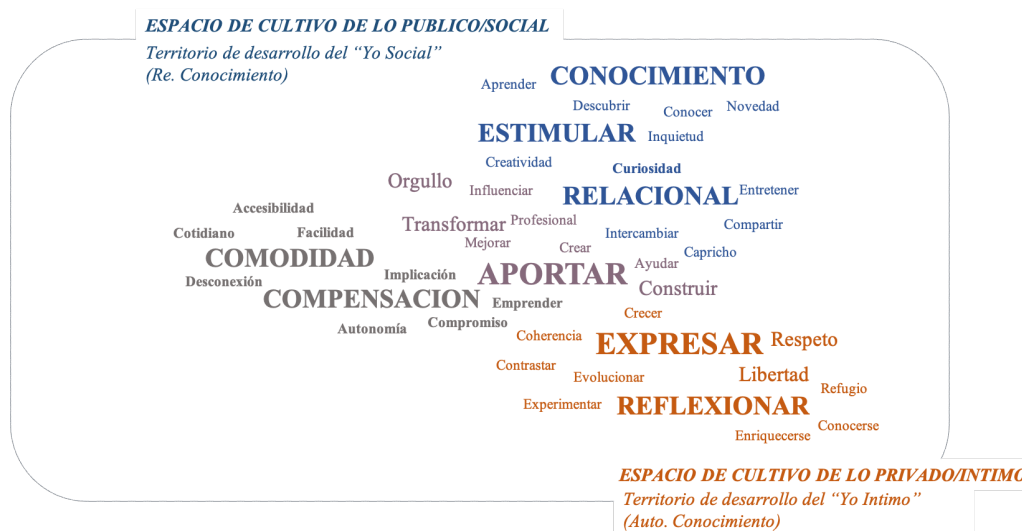 ESPACIO DE CULTIVO DE LO PUBLICO/SOCIAL
Territorio de desarrollo del “Yo Social”
(Re. Conocimiento)
Aprender CONOCIMIENTO
Descubrir Conocer Novedad
ESTIMULAR Inquietud
Creatividad Curiosidad
Orgullo Influenciar RELACIONAL Entretener
Accesibilidad
Transformar Profesional Compartir
Cotidiano Facilidad Intercambiar
Mejorar Crear Capricho
COMODIDAD Ayudar
Desconexión Implicación APORTAR Construir
COMPENSACION Emprender
Crecer
Autonomía Compromiso
Coherencia EXPRESAR Respeto
Contrastar Libertad
Evolucionar Refugio
Experimentar REFLEXIONAR
Enriquecerse Conocerse
ESPACIO DE CULTIVO DE LO PRIVADO/INTIMO
Territorio de desarrollo del “Yo Intimo”
(Auto. Conocimiento)